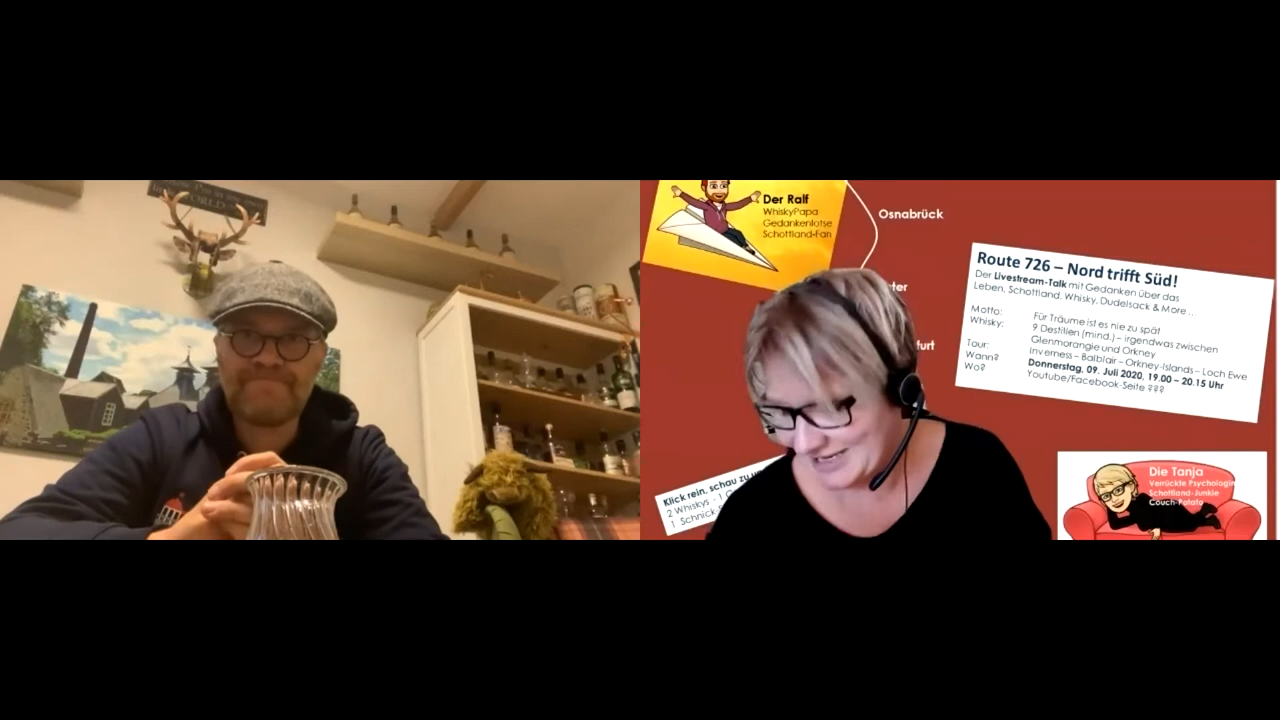 WORLD
Der Ralf
WhiskyPapa
Gedankenlotse
Schottland-Fan
Osnabrück
Route 726 – Nord trifft Süd!
Der Livestream-Talk mit Gedanken über das
Leben, Schottland, Whisky, Dudelsack & More ...
Motto: Für Träume ist es nie zu spät
Whisky: 9 Destillen (mind.) – irgendwas zwischen
Glenmorangie und Orkney
Tour: Inverness – Balblair – Orkney-Islands – Loch Ewe
Wann? Donnerstag, 09. Juli 2020, 19.00 – 20.15 Uhr
Wo? Youtube/Facebook-Seite ???
Klick rein, schau zu
2 Whiskys - 1
1 Schnick
Die Tanja
Verrückte Psychologin
Schottland-Junkie
Couch-Potato